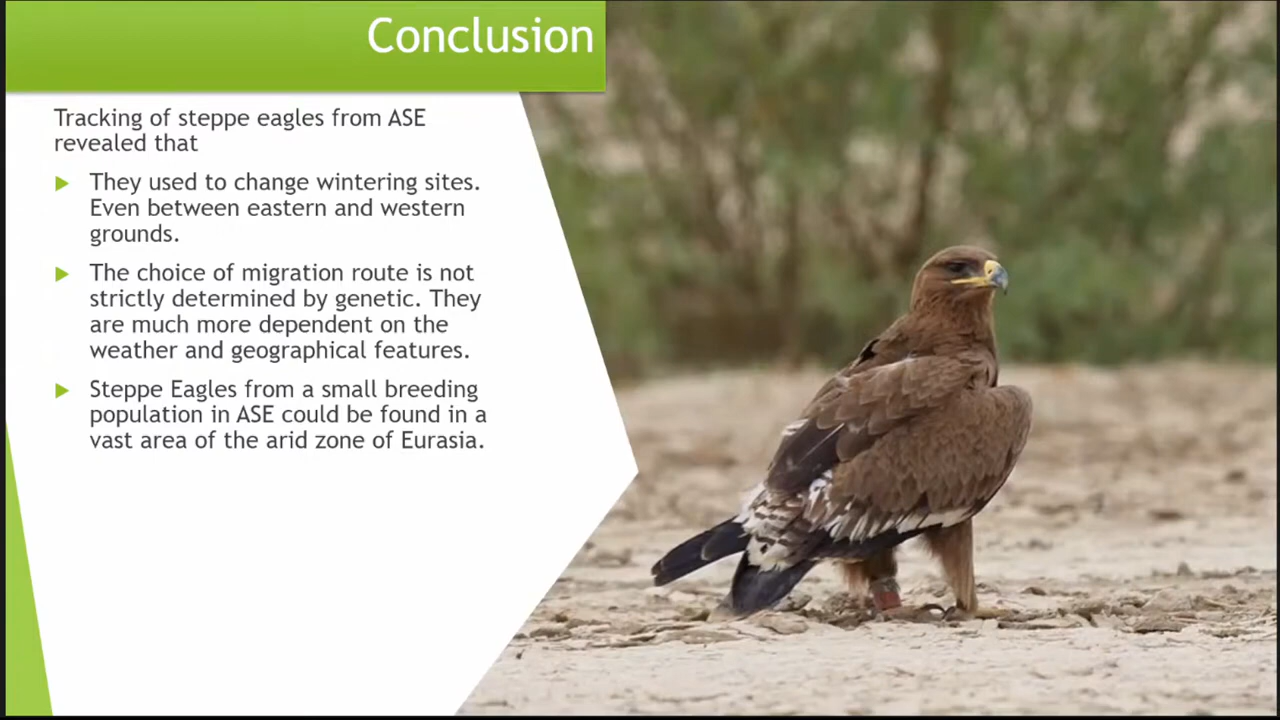 Conclusion
Tracking of steppe eagles from ASE
revealed that
They used to change wintering sites.
Even between eastern and western
grounds.
The choice of migration route is not
strictly determined by genetic. They
are much more dependent on the
weather and geographical features.
Steppe Eagles from a small breeding
population in ASE could be found in a
vast area of the arid zone of Eurasia.